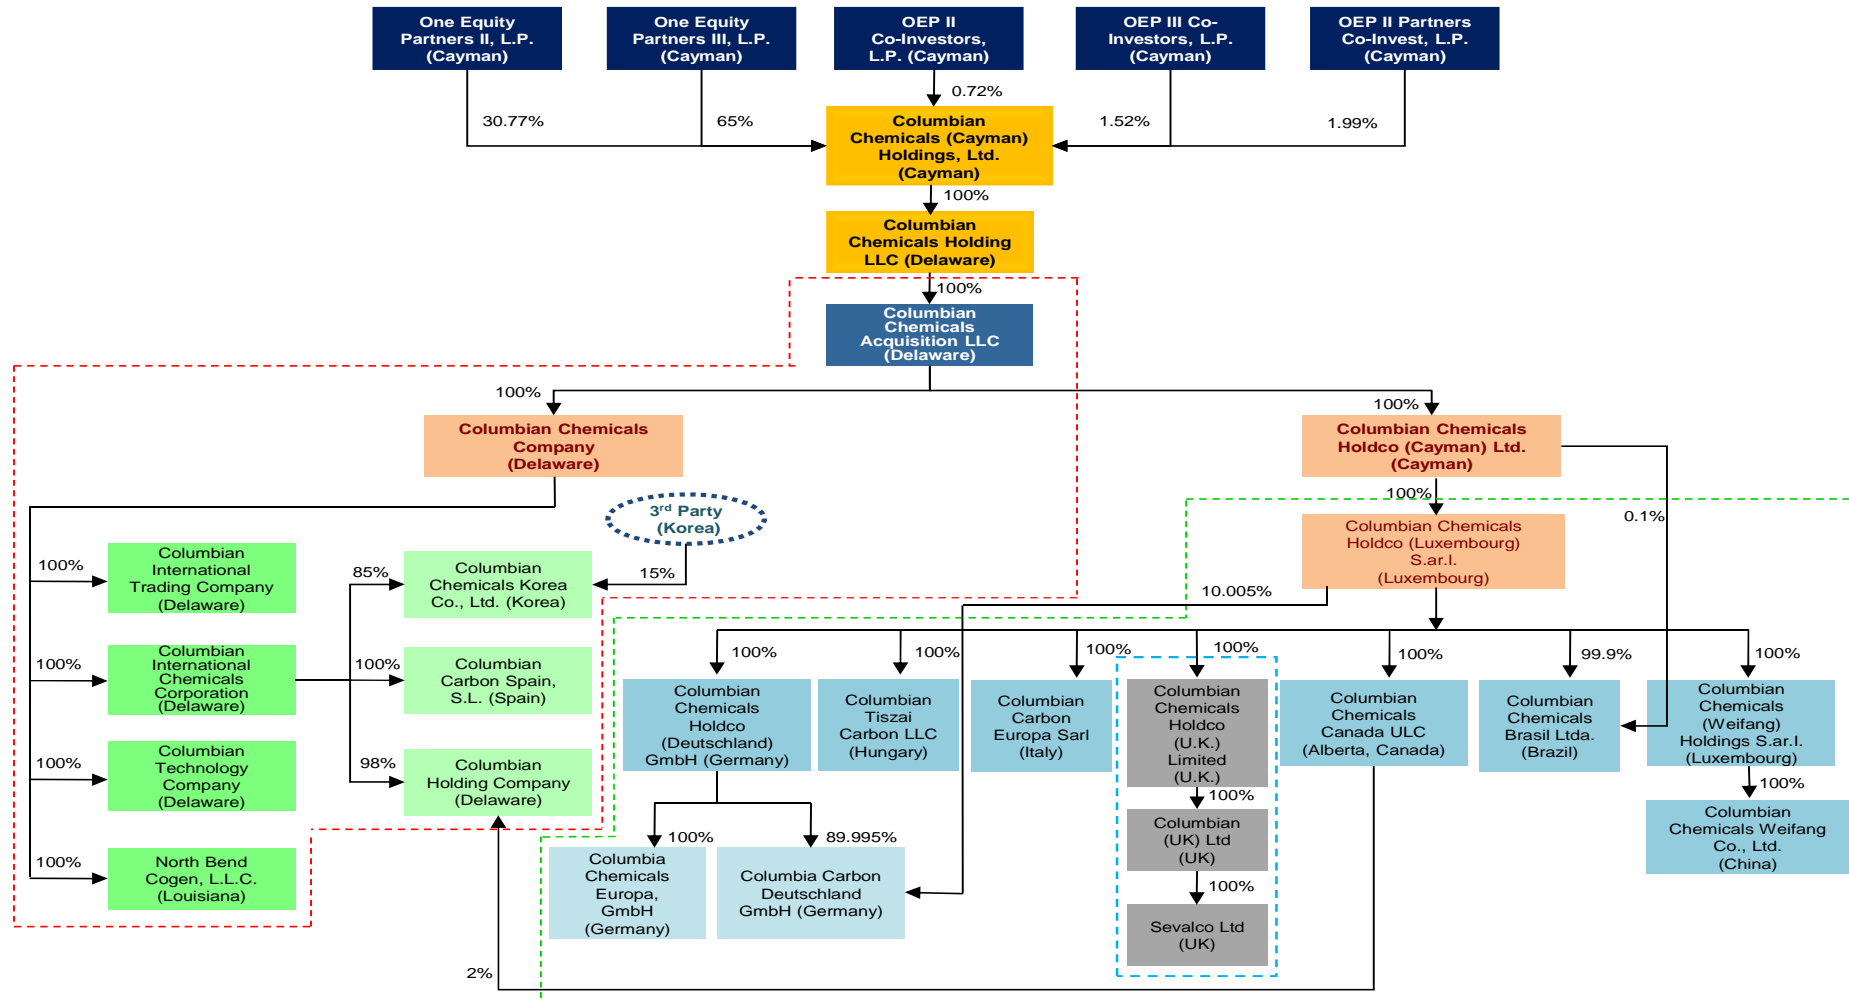 One Equity
Partners II, L.P.
(Cayman)
One Equity
Partners III, L.P.
(Cayman)
OEP II
Co-Investors,
L.P. (Cayman)
OEP III Co-
Investors, L.P.
(Cayman)
OEP II Partners
Co-Invest, L.P.
(Cayman)
30.77%
65%
0.72%
1.52%
1.99%
Columbian
Chemicals (Cayman)
Holdings, Ltd.
(Cayman)
100%
Columbian
Chemicals Holding
LLC (Delaware)
100%
Columbian
Chemicals
Acquisition LLC
(Delaware)
100%
100%
Columbian Chemicals
Company
(Delaware)
Columbian Chemicals
Holdco (Cayman) Ltd.
(Cayman)
100%
0.1%
3rd Party
(Korea)
Columbian Chemicals
Holdco (Luxembourg)
S.ar.l.
(Luxembourg)
100%
Columbian
International
Trading Company
(Delaware)
85%
Columbian
Chemicals Korea
Co., Ltd. (Korea)
15%
10.005%
100%
Columbian
International
Chemicals
Corporation
(Delaware)
100%
Columbian
Carbon Spain,
S.L. (Spain)
100%
Columbian
Technology
Company
(Delaware)
98%
Columbian
Holding Company
(Delaware)
100%
North Bend
Cogen, L.L.C.
(Louisiana)
100%
100%
100%
100%
100%
99.9%
100%
Columbian
Chemicals
Holdco
(Deutschland)
GmbH (Germany)
Columbian
Tiszai
Carbon LLC
(Hungary)
Columbian
Carbon
Europa Sarl
(Italy)
Columbian
Chemicals
Holdco
(U.K.)
Limited
(U.K.)
Columbian
Chemicals
Canada ULC
(Alberta, Canada)
Columbian
Chemicals
Brasil Ltda.
(Brazil)
Columbian
Chemicals
(Weifang)
Holdings S.ar.l.
(Luxembourg)
100%
89.995%
100%
100%
Columbia
Chemicals
Europa,
GmbH
(Germany)
Columbia Carbon
Deutschland
GmbH (Germany)
Columbian
(UK) Ltd
(UK)
Columbian
Chemicals Weifang
Co., Ltd.
(China)
100%
Sevalco Ltd
(UK)
2%